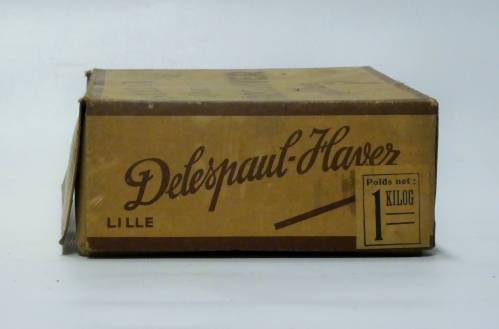 Delespaul-Havez
LILLE
Poids net:
1 KILOG